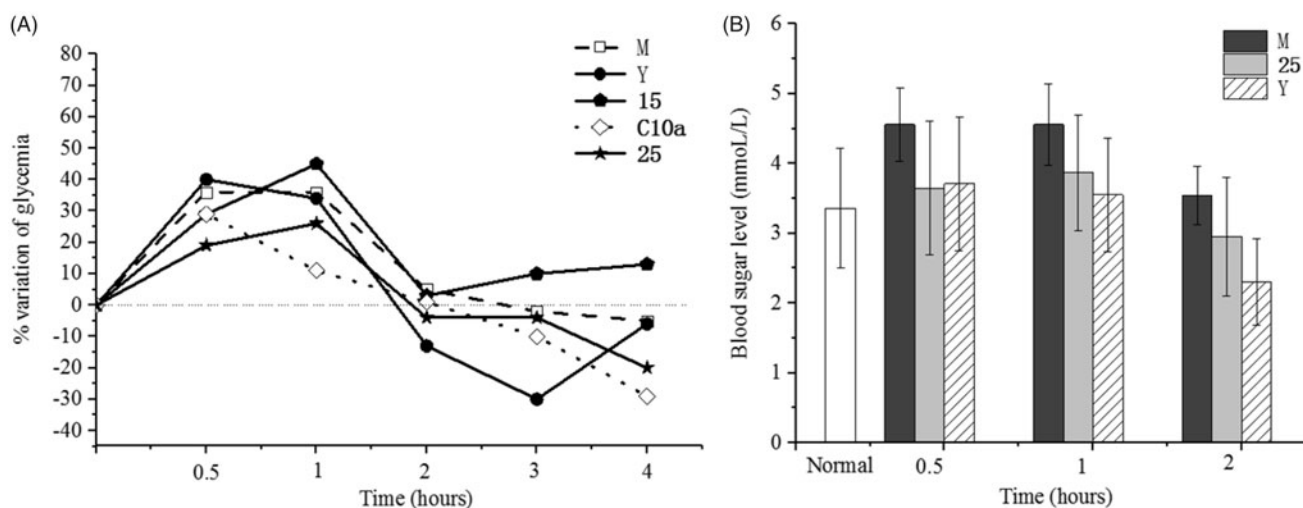 (A)
M
Y
15
C10a
25
80
70
60
50
40
30
20
10
0
-10
-20
-30
-40
% variation of glycemia
0.5
1
2
3
4
Time (hours)
(B)
M
25
Y
6
5
4
3
2
1
0
Blood sugar level (mmoL/L)
Normal
0.5
1
2
Time (hours)